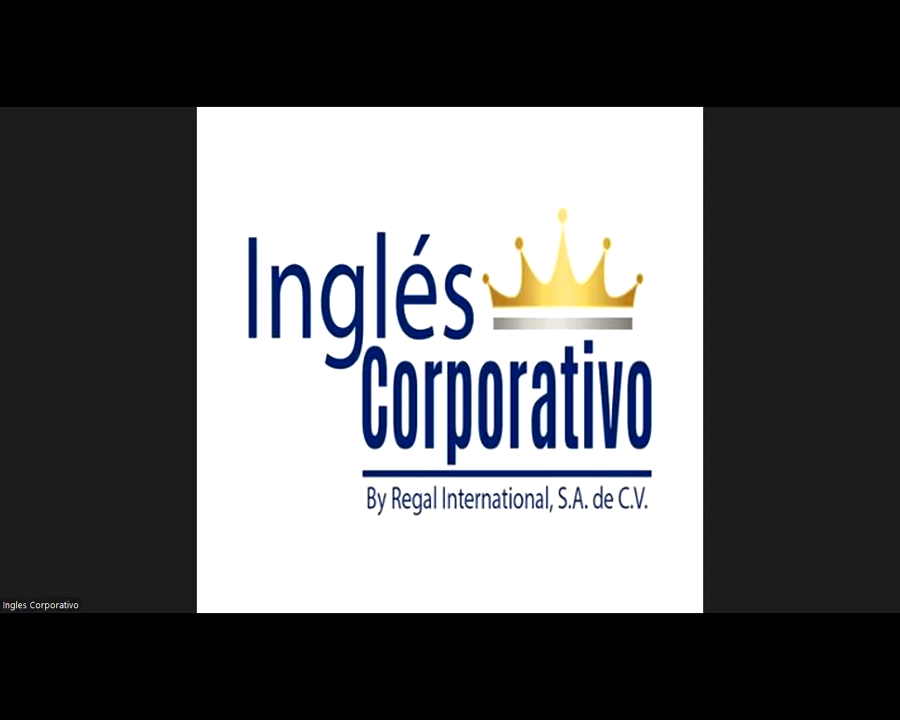 Inglés
Corporativo
By Regal International, S.A. de C.V.
Ingles Corporativo